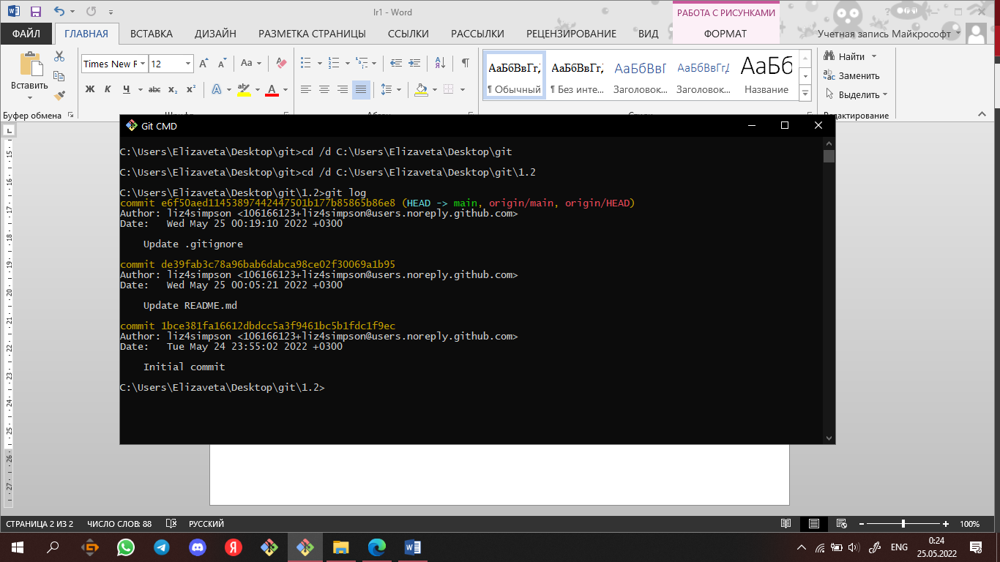 lr1 - Word
РАБОТА С РИСУНКАМИ
ФАЙЛ ГЛАВНАЯ ВСТАВКА ДИЗАЙН РАЗМЕТКА СТРАНИЦЫ ССЫЛКИ РАССЫЛКИ РЕЦЕНЗИРОВАНИЕ ВИД ФОРМАТ Учетная запись Майкрософт
Times New F 12
Вставить
Ж К Ч abc x₂ x²
АаБбВвГг, АаБбВвГг, АаБбВвГ АаБбВвГг АаБбВ
¶ Обычный ¶ Без инте... Заголовок... Заголовок... Название
Найти
Заменить
Выделить
Буфер обмена
Редактирование
Git CMD
C:\Users\Elizaveta\Desktop\git>cd /d C:\Users\Elizaveta\Desktop\git
C:\Users\Elizaveta\Desktop\git>cd /d C:\Users\Elizaveta\Desktop\git\1.2
C:\Users\Elizaveta\Desktop\git\1.2>git log
commit e6f50aed11453897442447501b177b85865b86e8 (HEAD -> main, origin/main, origin/HEAD)
Author: liz4simpson <106166123+liz4simpson@users.noreply.github.com>
Date:   Wed May 25 00:19:10 2022 +0300
Update .gitignore
commit de39fab3c78a96bab6dabca98ce02f30069a1b95
Author: liz4simpson <106166123+liz4simpson@users.noreply.github.com>
Date:   Wed May 25 00:05:21 2022 +0300
Update README.md
commit 1bce381fa16612dbdcc5a3f9461bc5b1fdc1f9ec
Author: liz4simpson <106166123+liz4simpson@users.noreply.github.com>
Date:   Tue May 24 23:55:02 2022 +0300
Initial commit
C:\Users\Elizaveta\Desktop\git\1.2>
СТРАНИЦА 2 ИЗ 2 ЧИСЛО СЛОВ: 88 РУССКИЙ 100%
ENG 0:24
25.05.2022